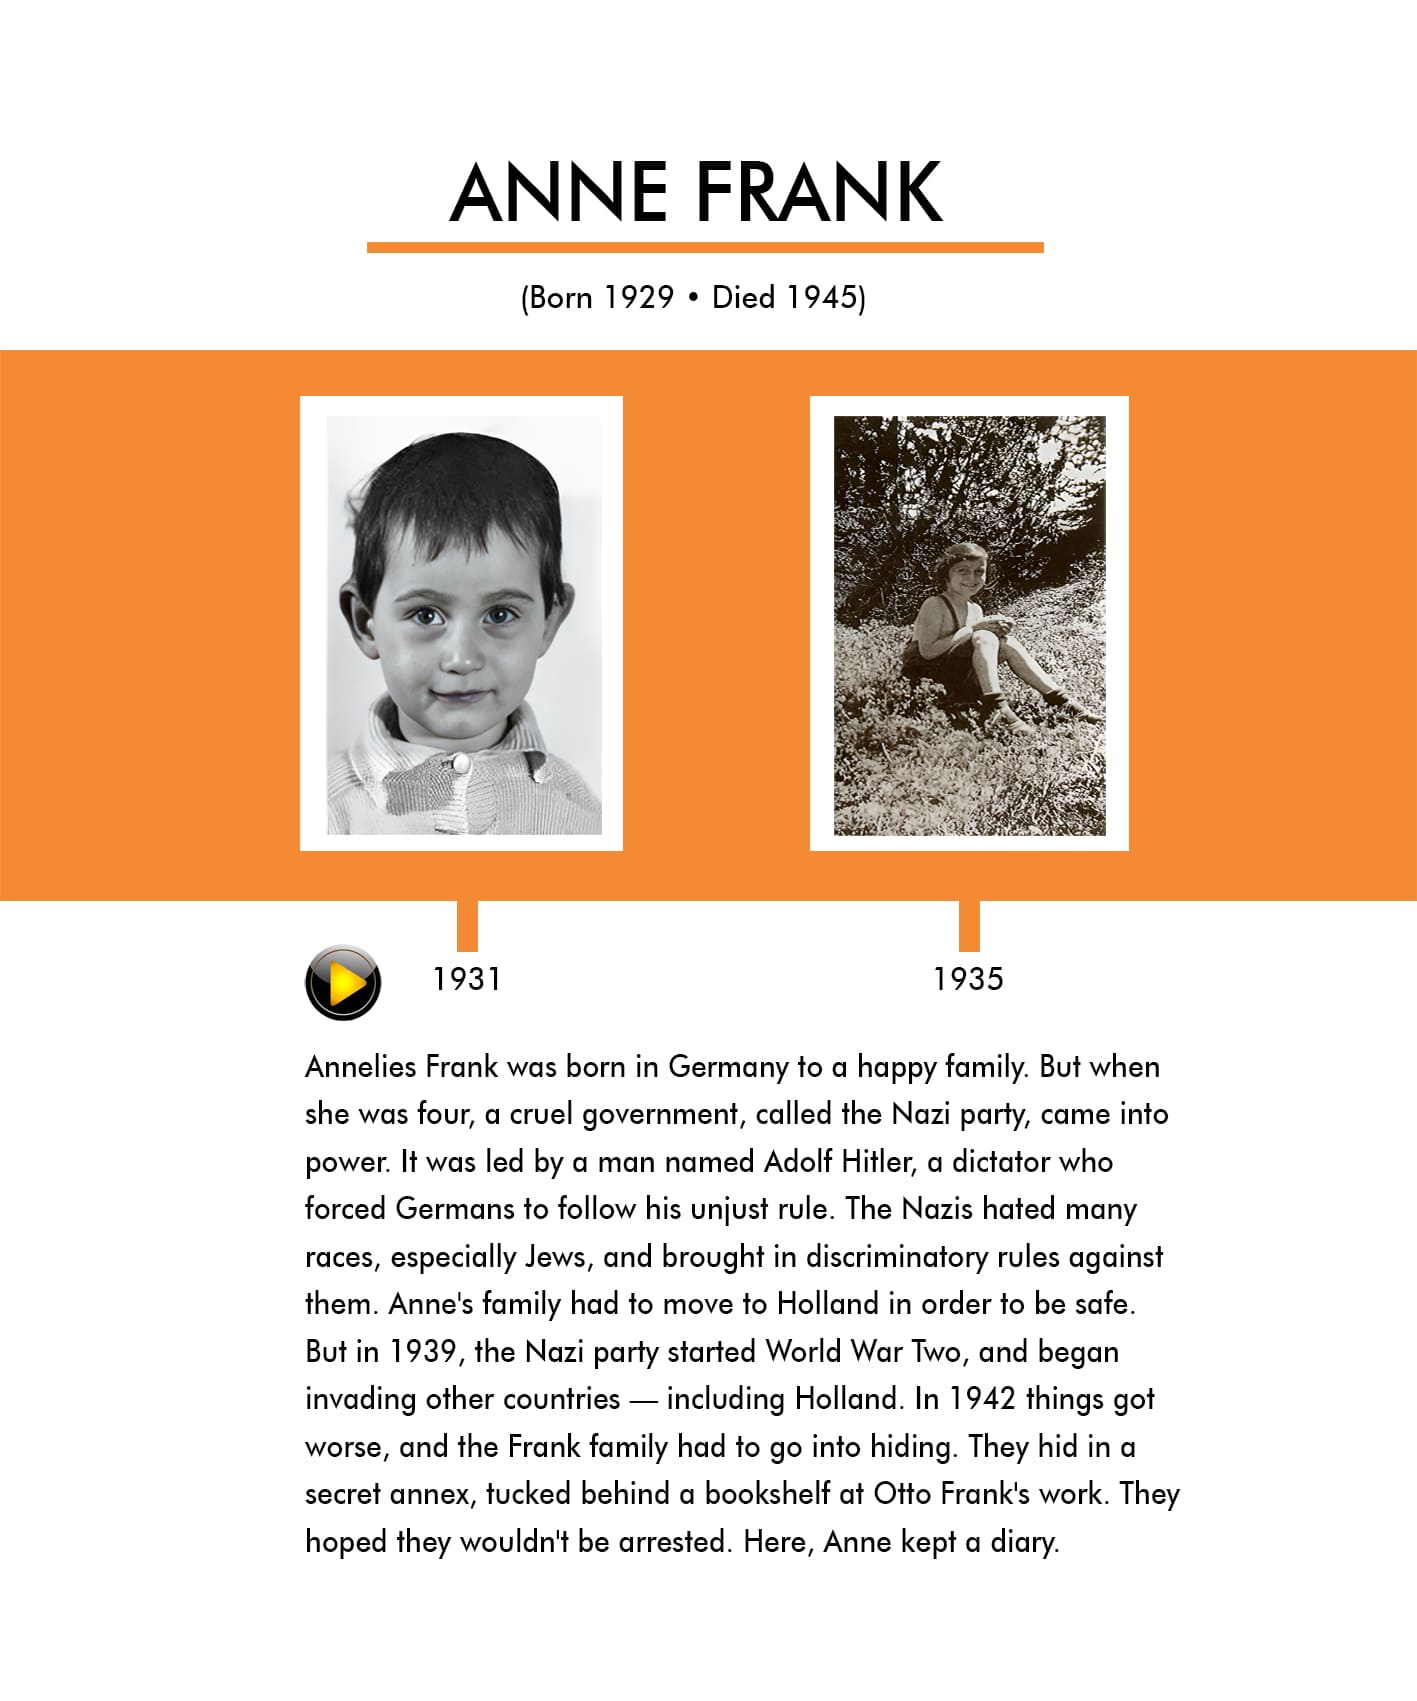 ANNE FRANK
(Born 1929 • Died 1945)
1931
1935
Annelies Frank was born in Germany to a happy family. But when
she was four, a cruel government, called the Nazi party, came into
power. It was led by a man named Adolf Hitler, a dictator who
forced Germans to follow his unjust rule. The Nazis hated many
races, especially Jews, and brought in discriminatory rules against
them. Anne's family had to move to Holland in order to be safe.
But in 1939, the Nazi party started World War Two, and began
invading other countries — including Holland. In 1942 things got
worse, and the Frank family had to go into hiding. They hid in a
secret annex, tucked behind a bookshelf at Otto Frank's work. They
hoped they wouldn't be arrested. Here, Anne kept a diary.